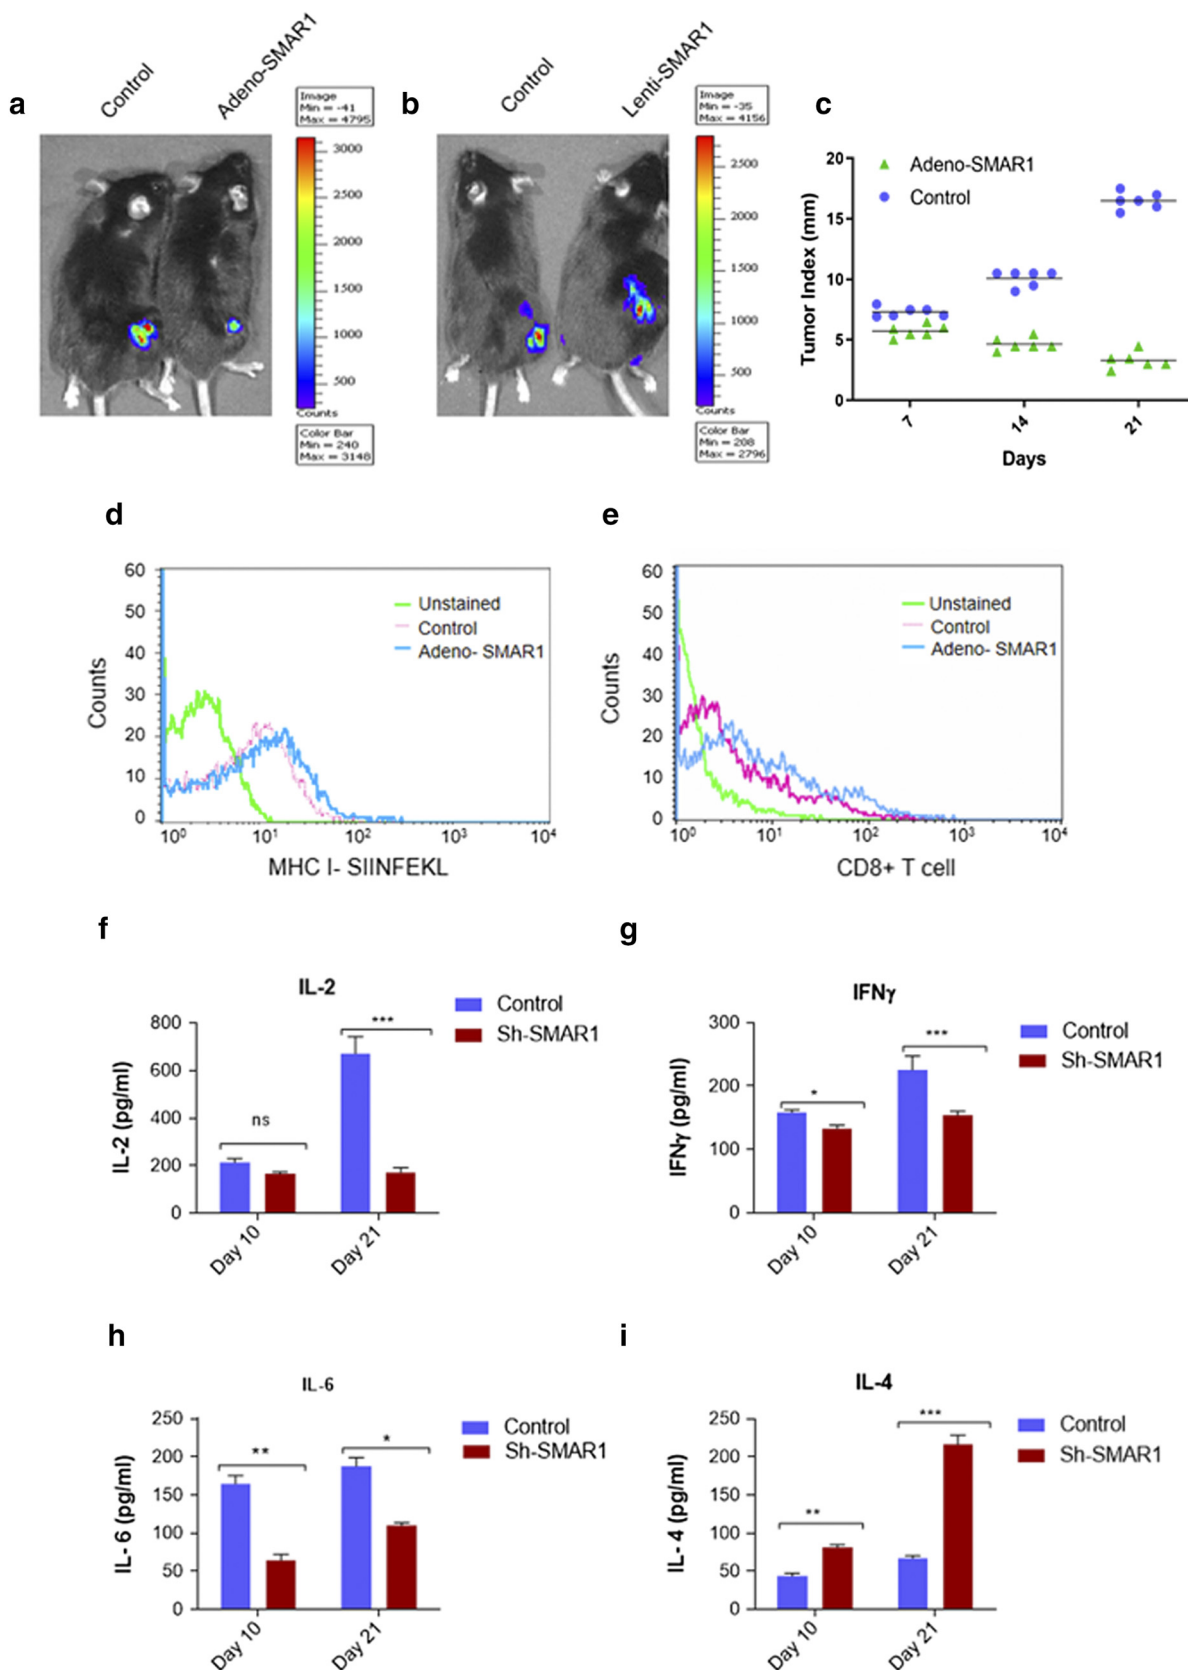 a
Control
Adeno-SMAR1
Image
Min = -41
Max = 4795
3000
2500
2000
1500
1000
500
Counts
Color Bar
Min = 240
Max = 3148
b
Control
Lenti-SMAR1
Image
Min = -35
Max = 4156
2500
2000
1500
1000
500
Counts
Color Bar
Min = 208
Max = 2796
c
Adeno-SMAR1
Control
Tumor Index (mm)
20
15
10
5
0
7
14
21
Days
d
60
50
40
30
20
10
0
Counts
Unstained
Control
Adeno- SMAR1
10⁰
10¹
10²
10³
10⁴
MHC I- SIINFEKL
e
60
50
40
30
20
10
0
Counts
Unstained
Control
Adeno- SMAR1
10⁰
10¹
10²
10³
10⁴
CD8+ T cell
f
IL-2
Control
Sh-SMAR1
IL-2 (pg/ml)
800
600
400
200
0
ns
***
Day 10
Day 21
g
IFNγ
Control
Sh-SMAR1
IFNγ (pg/ml)
300
200
100
0
*
***
Day 10
Day 21
h
IL-6
Control
Sh-SMAR1
IL- 6 (pg/ml)
250
200
150
100
50
0
**
*
Day 10
Day 21
i
IL-4
Control
Sh-SMAR1
IL- 4 (pg/ml)
250
200
150
100
50
0
**
***
Day 10
Day 21